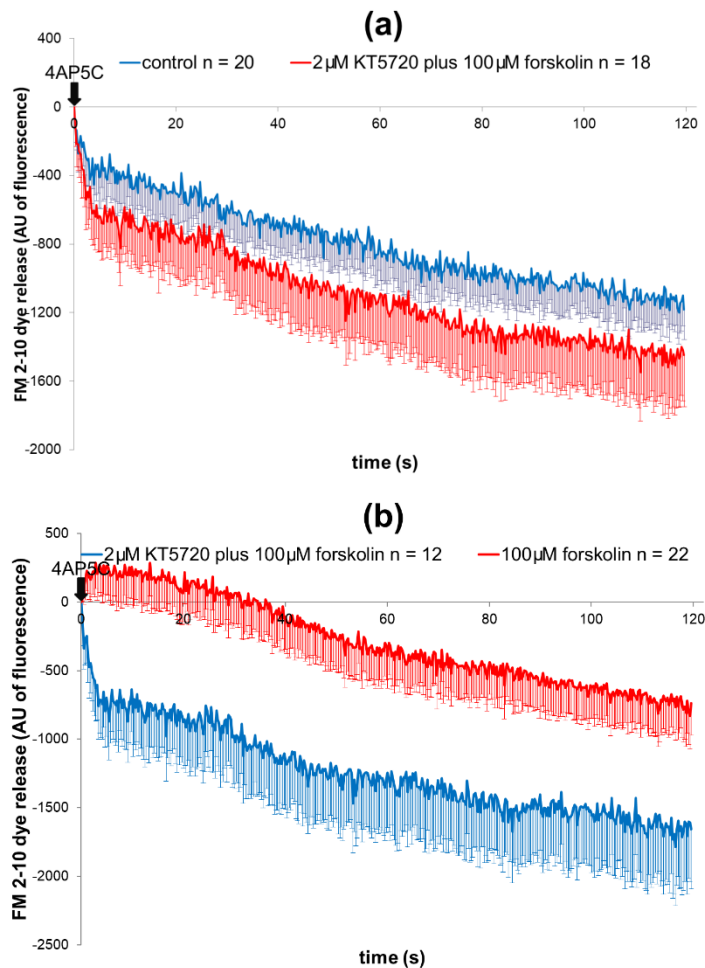 (a)
400
control n = 20 2µM KT5720 plus 100µM forskolin n = 18
4AP5C
0
0 20 40 60 80 100 120
-400
-800
-1200
-1600
-2000
FM 2-10 dye release (AU of fluorescence)
time (s)
(b)
500
2µM KT5720 plus 100µM forskolin n = 12 100µM forskolin n = 22
4AP5C
0
0 20 40 60 80 100 120
-500
-1000
-1500
-2000
-2500
FM 2-10 dye release (AU of fluorescence)
time (s)